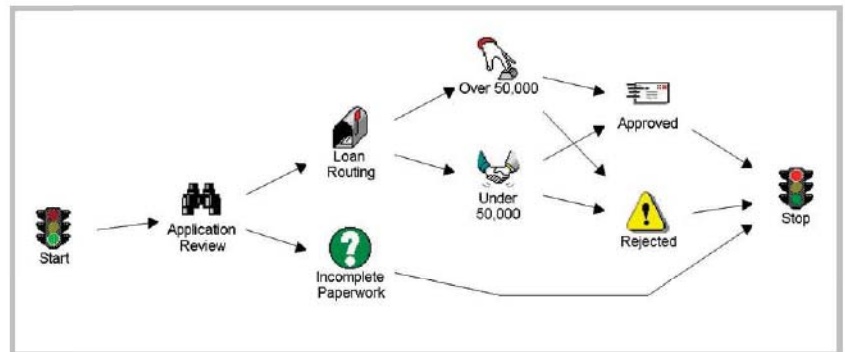 Start
Application
Review
Loan
Routing
Incomplete
Paperwork
Over 50,000
Under
50,000
Approved
Rejected
Stop